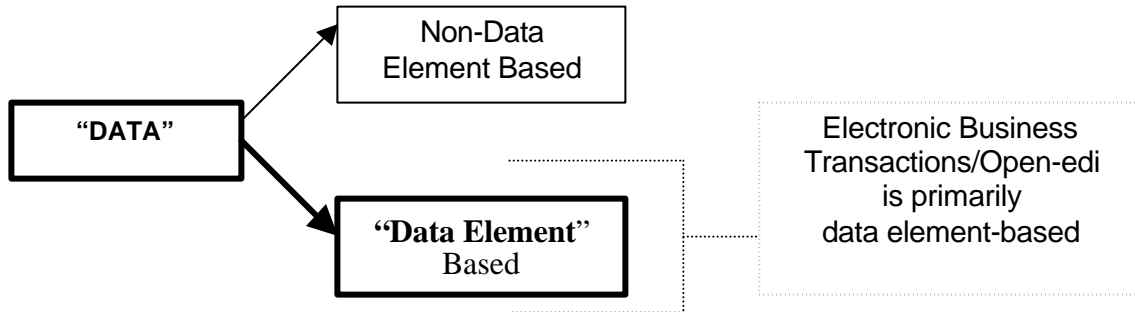 Non-Data
Element Based
“DATA”
Electronic Business
Transactions/Open-edi
is primarily
data element-based
“Data Element”
Based